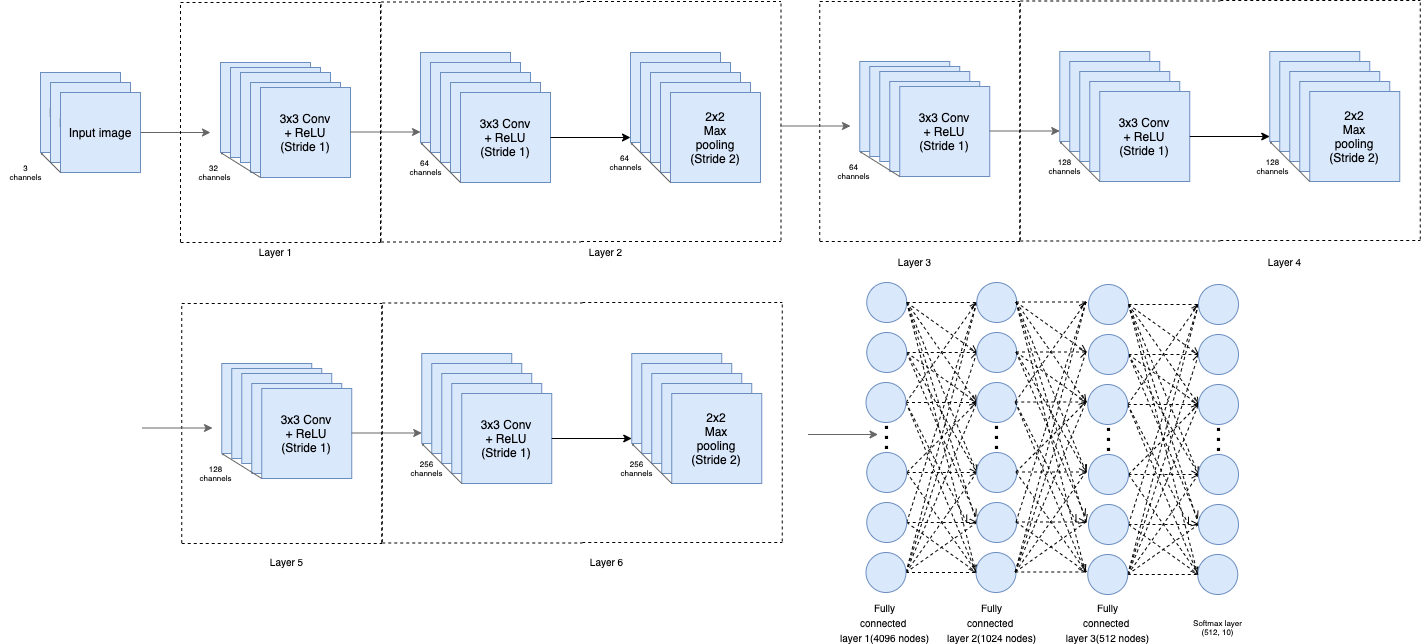 Input image
3
channels
3x3 Conv
+ ReLU
(Stride 1)
32
channels
Layer 1
3x3 Conv
+ ReLU
(Stride 1)
64
channels
2x2
Max
pooling
(Stride 2)
64
channels
Layer 2
3x3 Conv
+ ReLU
(Stride 1)
64
channels
Layer 3
3x3 Conv
+ ReLU
(Stride 1)
128
channels
2x2
Max
pooling
(Stride 2)
128
channels
Layer 4
3x3 Conv
+ ReLU
(Stride 1)
128
channels
Layer 5
3x3 Conv
+ ReLU
(Stride 1)
256
channels
2x2
Max
pooling
(Stride 2)
256
channels
Layer 6
Fully
connected
layer 1(4096 nodes)
Fully
connected
layer 2(1024 nodes)
Fully
connected
layer 3(512 nodes)
Softmax layer
(512, 10)